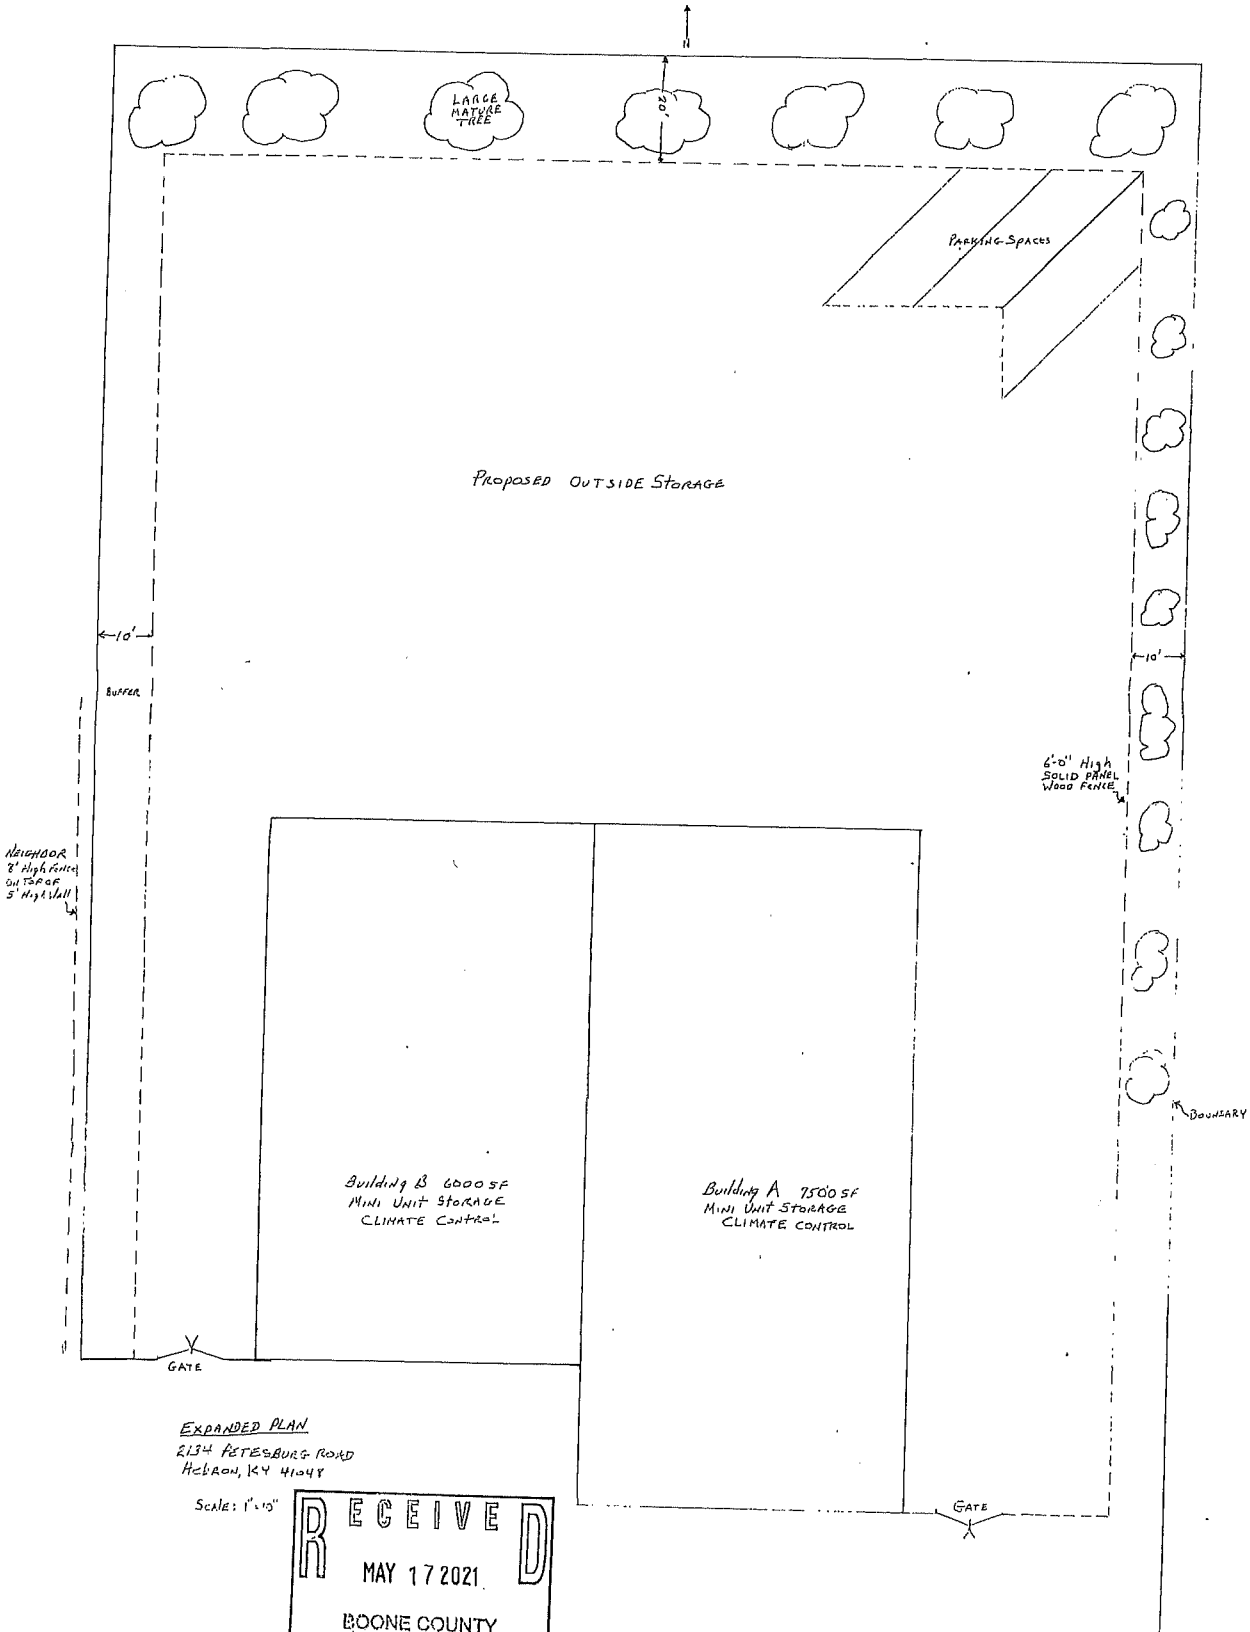 N
LARGE
MATURE
TREE
20'
PARKING SPACES
PROPOSED OUTSIDE STORAGE
10'
10'
BUFFER
6'-0" High
SOLID PANEL
WOOD FENCE
NEIGHBOR
8' High Fence
ON TOP OF
5' High Wall
BOUNDARY
Building B 6000 SF
MINI UNIT STORAGE
CLIMATE CONTROL
Building A 7500 SF
MINI UNIT STORAGE
CLIMATE CONTROL
GATE
EXPANDED PLAN
2134 PETESBURG ROAD
HEBRON, KY 41048
SCALE: 1"=10"
GATE
RECEIVED
MAY 17 2021
BOONE COUNTY